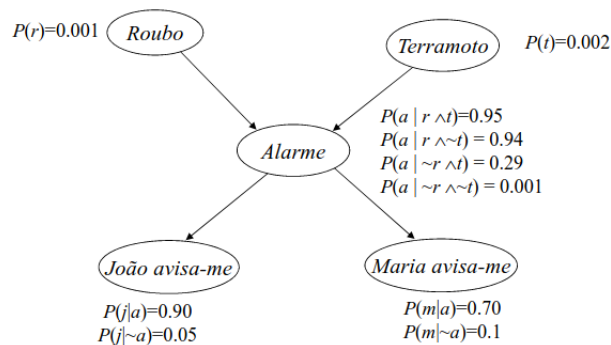 P(r)=0.001
Roubo
Terramoto
P(t)=0.002
P(a | r ∧t)=0.95
P(a | r ∧~t) = 0.94
P(a | ~r ∧t) = 0.29
P(a | ~r ∧~t) = 0.001
Alarme
João avisa-me
Maria avisa-me
P(j|a)=0.90
P(j|~a)=0.05
P(m|a)=0.70
P(m|~a)=0.1